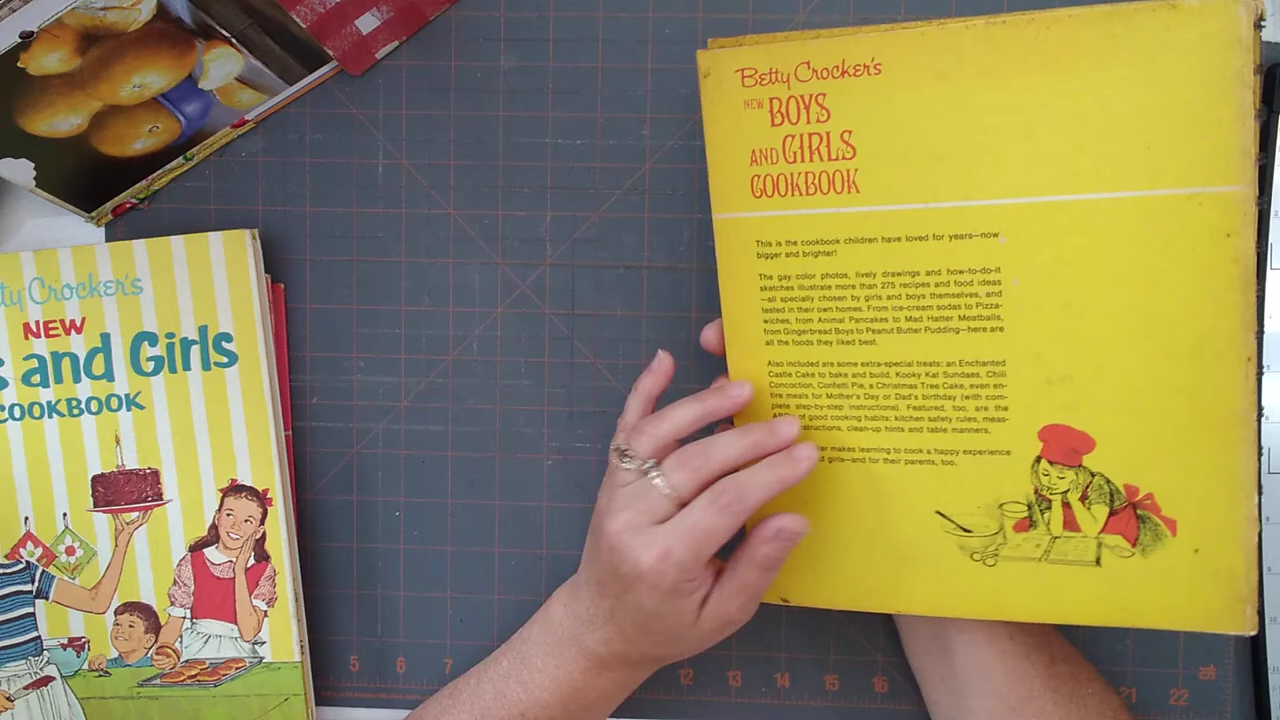 Betty Crocker's
NEW BOYS
AND GIRLS
COOKBOOK
This is the cookbook children have loved for years—now
bigger and brighter!
The gay color photos, lively drawings and how-to-do-it
sketches illustrate more than 275 recipes and food ideas
—all specially chosen by girls and boys themselves, and
tested in their own homes. From ice-cream sodas to Pizza-
wiches, from Animal Pancakes to Mad Hatter Meatballs,
from Gingerbread Boys to Peanut Butter Pudding—here are
all the foods they liked best.
Also included are some extra-special treats: an Enchanted
Castle Cake to bake and build, Kooky Kat Sundaes, Chili
Concoction, Confetti Pie, a Christmas Tree Cake, even en-
tire meals for Mother's Day or Dad's birthday (with com-
plete step-by-step instructions). Featured, too, are the
of good cooking habits: kitchen safety rules, meas-
structions, clean-up hints and table manners.
er makes learning to cook a happy experience
d girls—and for their parents, too.
ty Crocker's
NEW
s and Girls
COOKBOOK
5 6 7 12 13 14 15 16 21 22